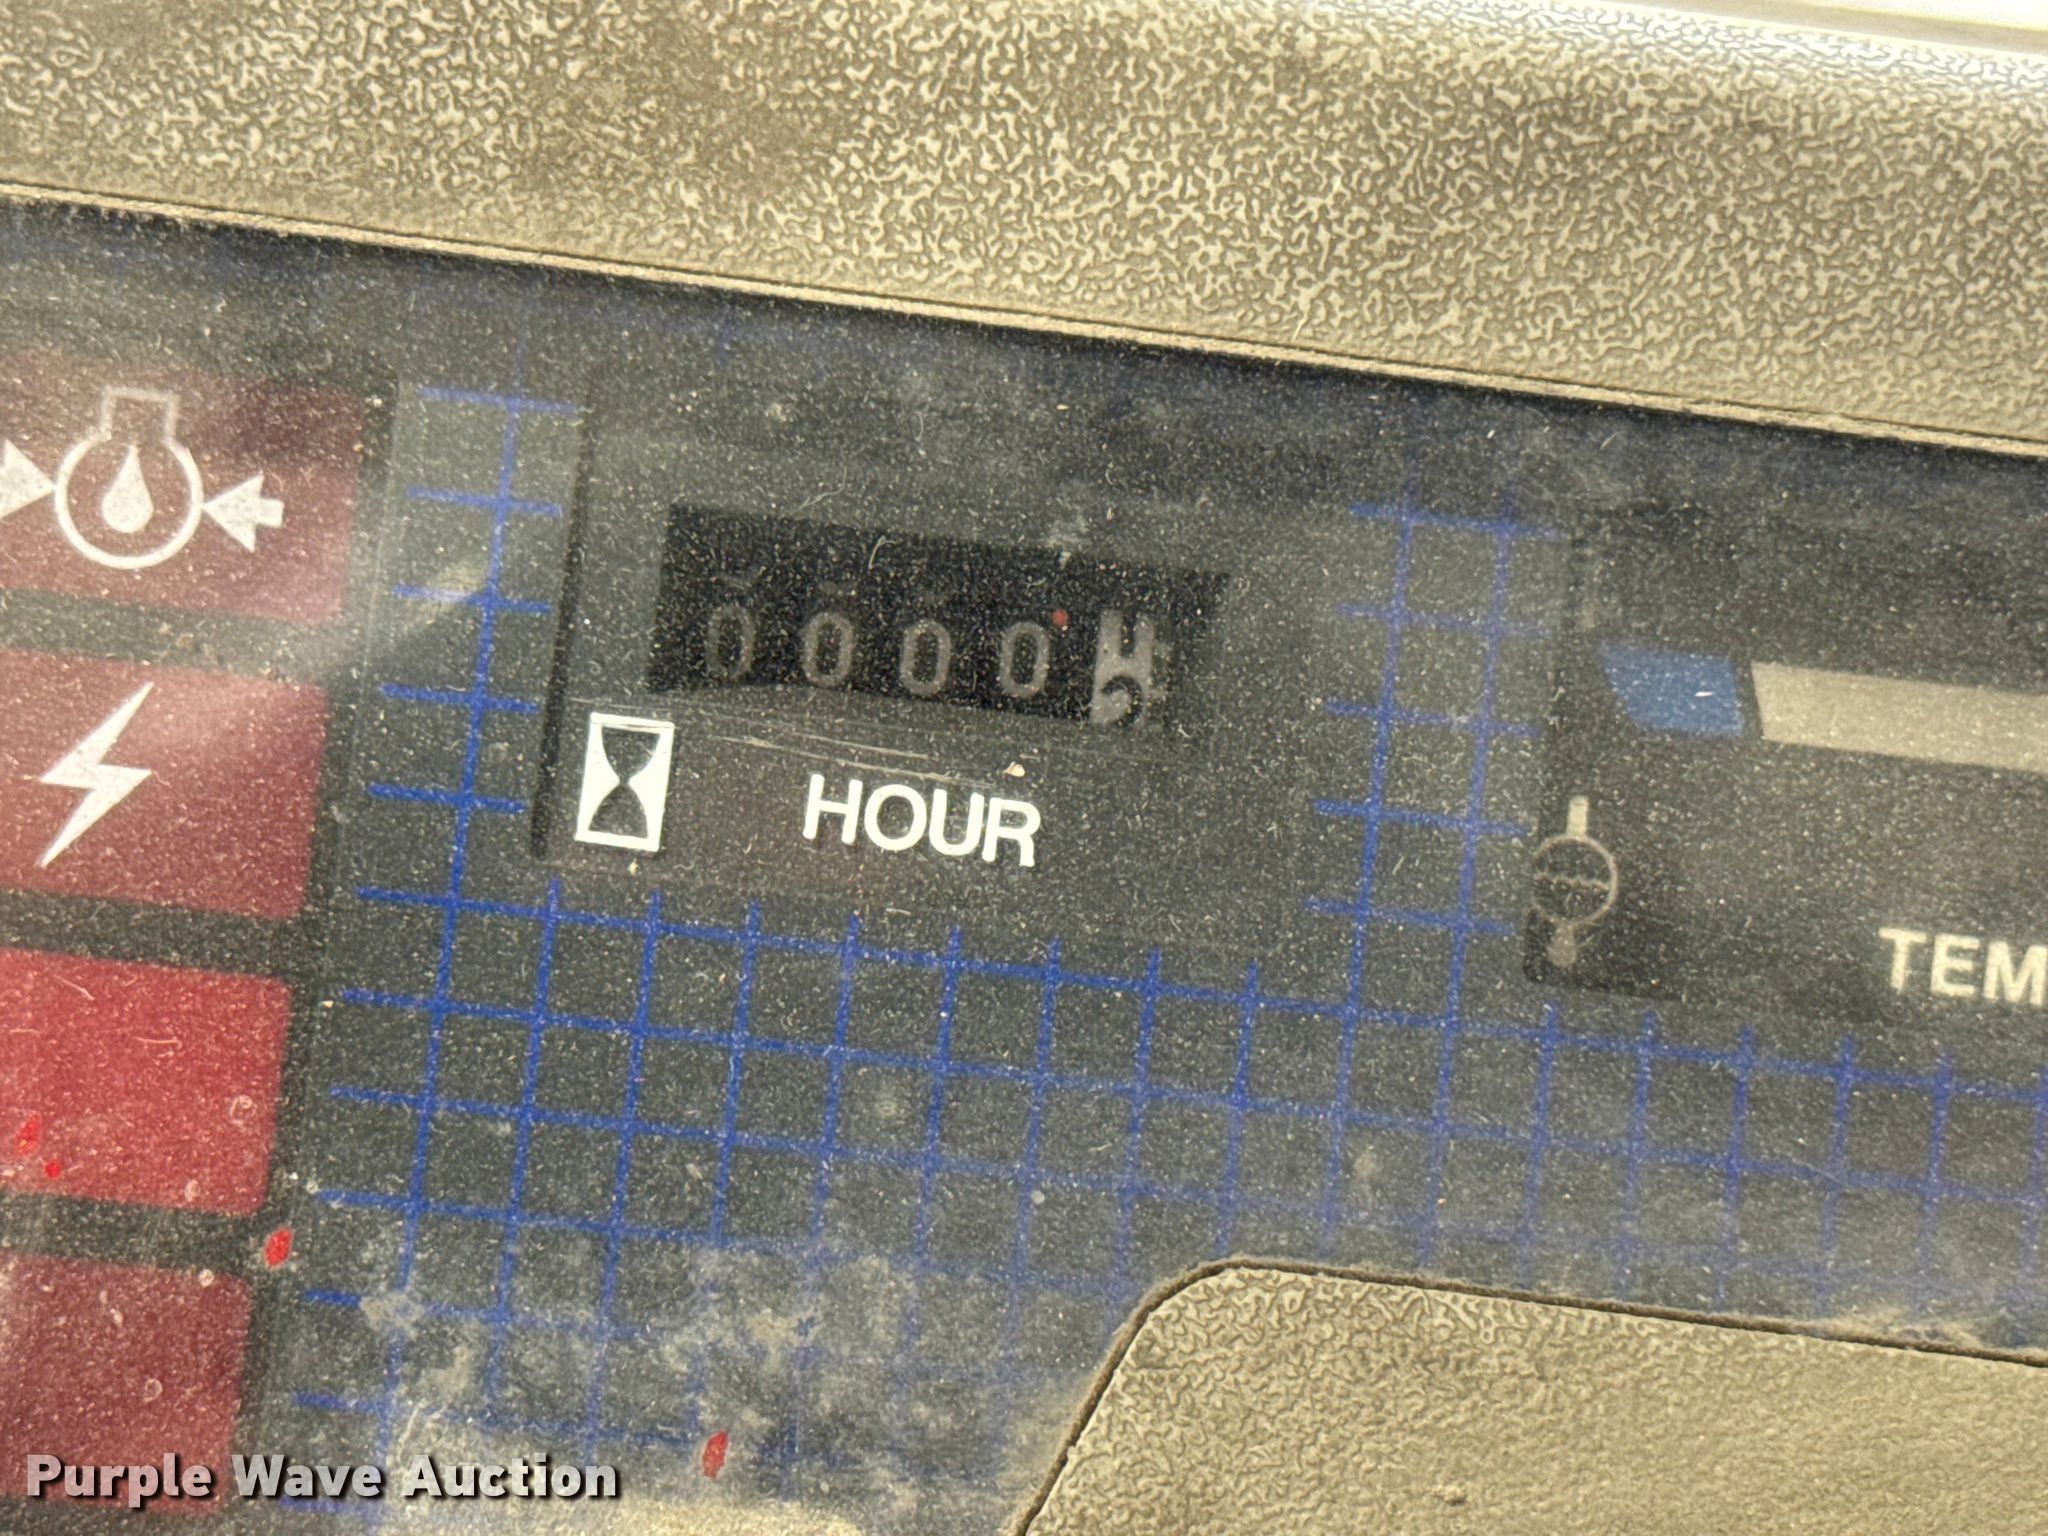 0000
HOUR
TEM
Purple Wave Auction